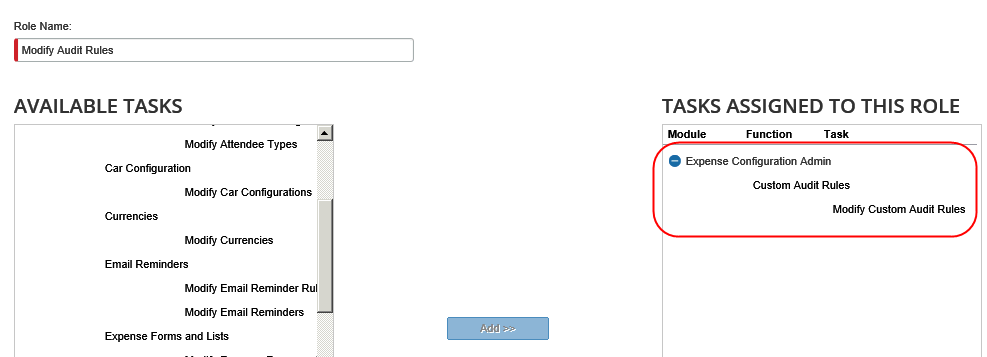 Role Name:
Modify Audit Rules
AVAILABLE TASKS
Modify Attendee Types
Car Configuration
Modify Car Configurations
Currencies
Modify Currencies
Email Reminders
Modify Email Reminder Rul
Modify Email Reminders
Expense Forms and Lists
Add >>
TASKS ASSIGNED TO THIS ROLE
Module Function Task
Expense Configuration Admin
Custom Audit Rules
Modify Custom Audit Rules